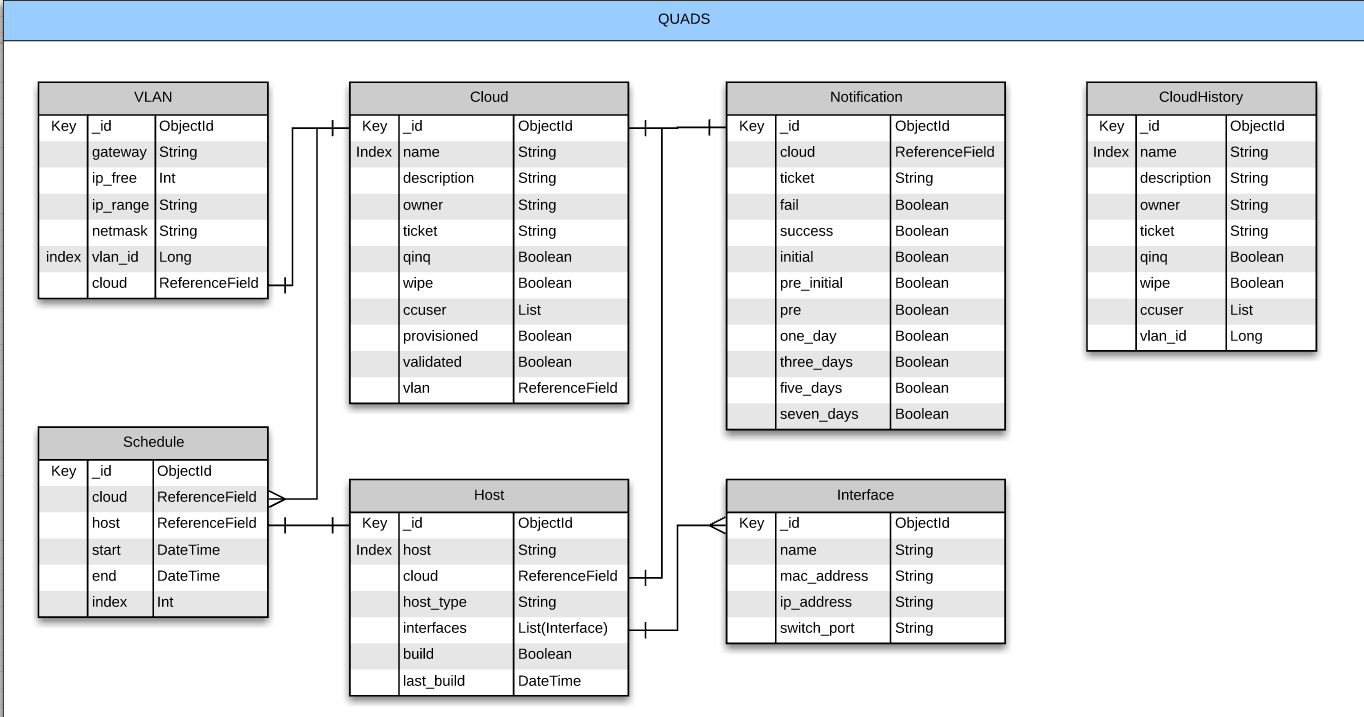 QUADS
VLAN
Key _id ObjectId
gateway String
ip_free Int
ip_range String
netmask String
index vlan_id Long
cloud ReferenceField
Cloud
Key _id ObjectId
Index name String
description String
owner String
ticket String
qinq Boolean
wipe Boolean
ccuser List
provisioned Boolean
validated Boolean
vlan ReferenceField
Notification
Key _id ObjectId
cloud ReferenceField
ticket String
fail Boolean
success Boolean
initial Boolean
pre_initial Boolean
pre Boolean
one_day Boolean
three_days Boolean
five_days Boolean
seven_days Boolean
CloudHistory
Key _id ObjectId
Index name String
description String
owner String
ticket String
qinq Boolean
wipe Boolean
ccuser List
vlan_id Long
Schedule
Key _id ObjectId
cloud ReferenceField
host ReferenceField
start DateTime
end DateTime
index Int
Host
Key _id ObjectId
Index host String
cloud ReferenceField
host_type String
interfaces List(Interface)
build Boolean
last_build DateTime
Interface
Key _id ObjectId
name String
mac_address String
ip_address String
switch_port String